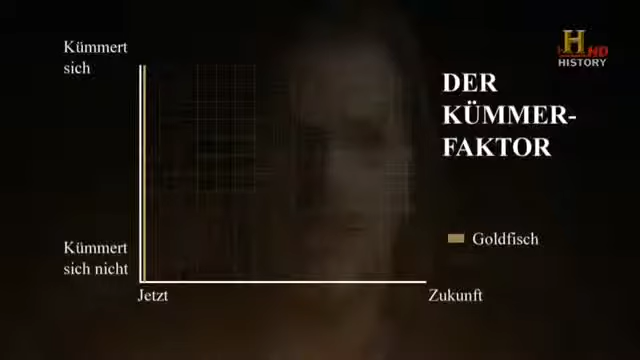 Kümmert
sich
H HD
HISTORY
DER
KÜMMER-
FAKTOR
Goldfisch
Kümmert
sich nicht
Jetzt
Zukunft